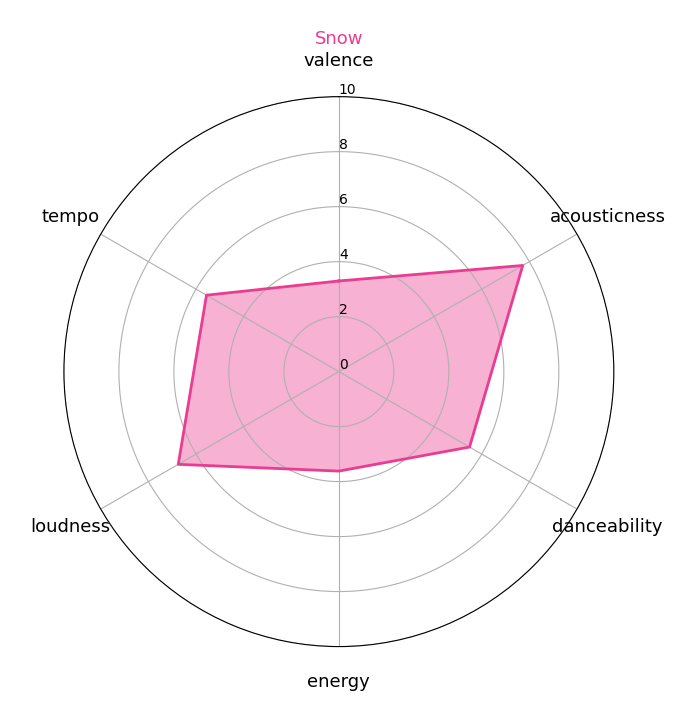 Snow
valence
10
8
6
4
2
0
tempo
acousticness
loudness
danceability
energy